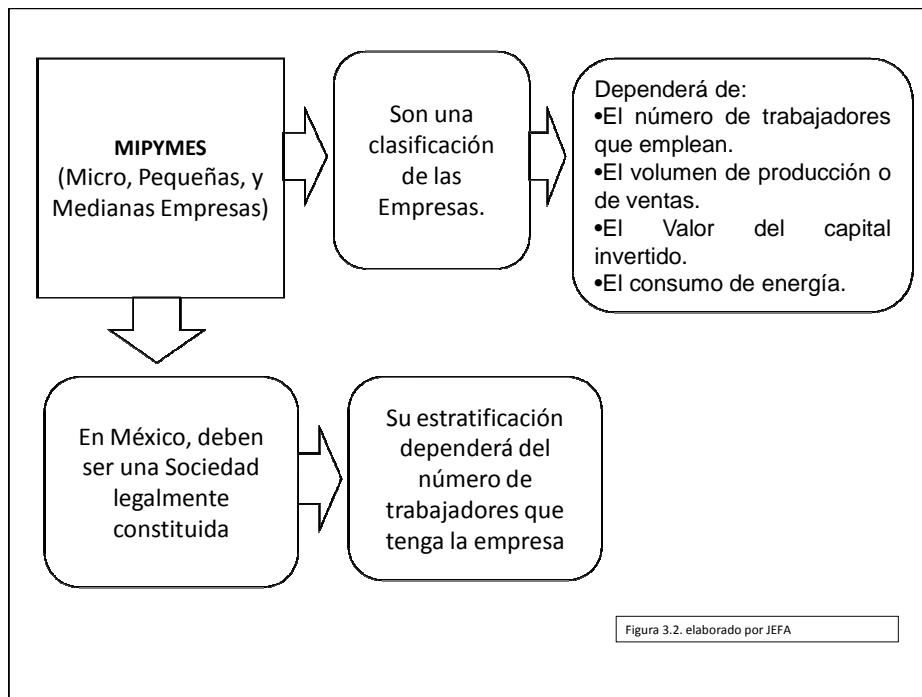 MIPYMES
(Micro, Pequeñas, y
Medianas Empresas)
Son una
clasificación
de las
Empresas.
Dependerá de:
•El número de trabajadores
que emplean.
•El volumen de producción o
de ventas.
•El Valor del capital
invertido.
•El consumo de energía.
En México, deben
ser una Sociedad
legalmente
constituida
Su estratificación
dependerá del
número de
trabajadores que
tenga la empresa
Figura 3.2. elaborado por JEFA